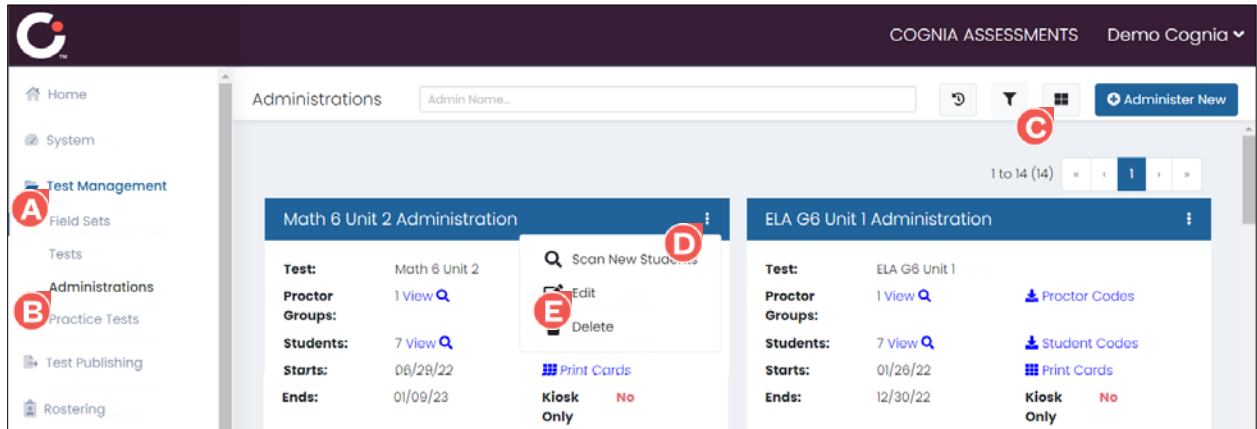 TM
COGNIA ASSESSMENTS Demo Cognia
Home
Administrations Admin Name... Administer New
System
C
1 to 14 (14) « ‹ 1 › »
Test Management
A
Field Sets
Math 6 Unit 2 Administration ELA G6 Unit 1 Administration
D
Tests
Scan New Students
Test: Math 6 Unit 2 Test: ELA G6 Unit 1
Administrations
Edit
Proctor Groups: 1 View Proctor Groups: 1 View Proctor Codes
B
E
Practice Tests
Delete
Students: 7 View Students: 7 View Student Codes
Test Publishing
Starts: 06/29/22 Print Cards Starts: 01/26/22 Print Cards
Ends: 01/09/23 Kiosk Only No Ends: 12/30/22 Kiosk Only No
Rostering